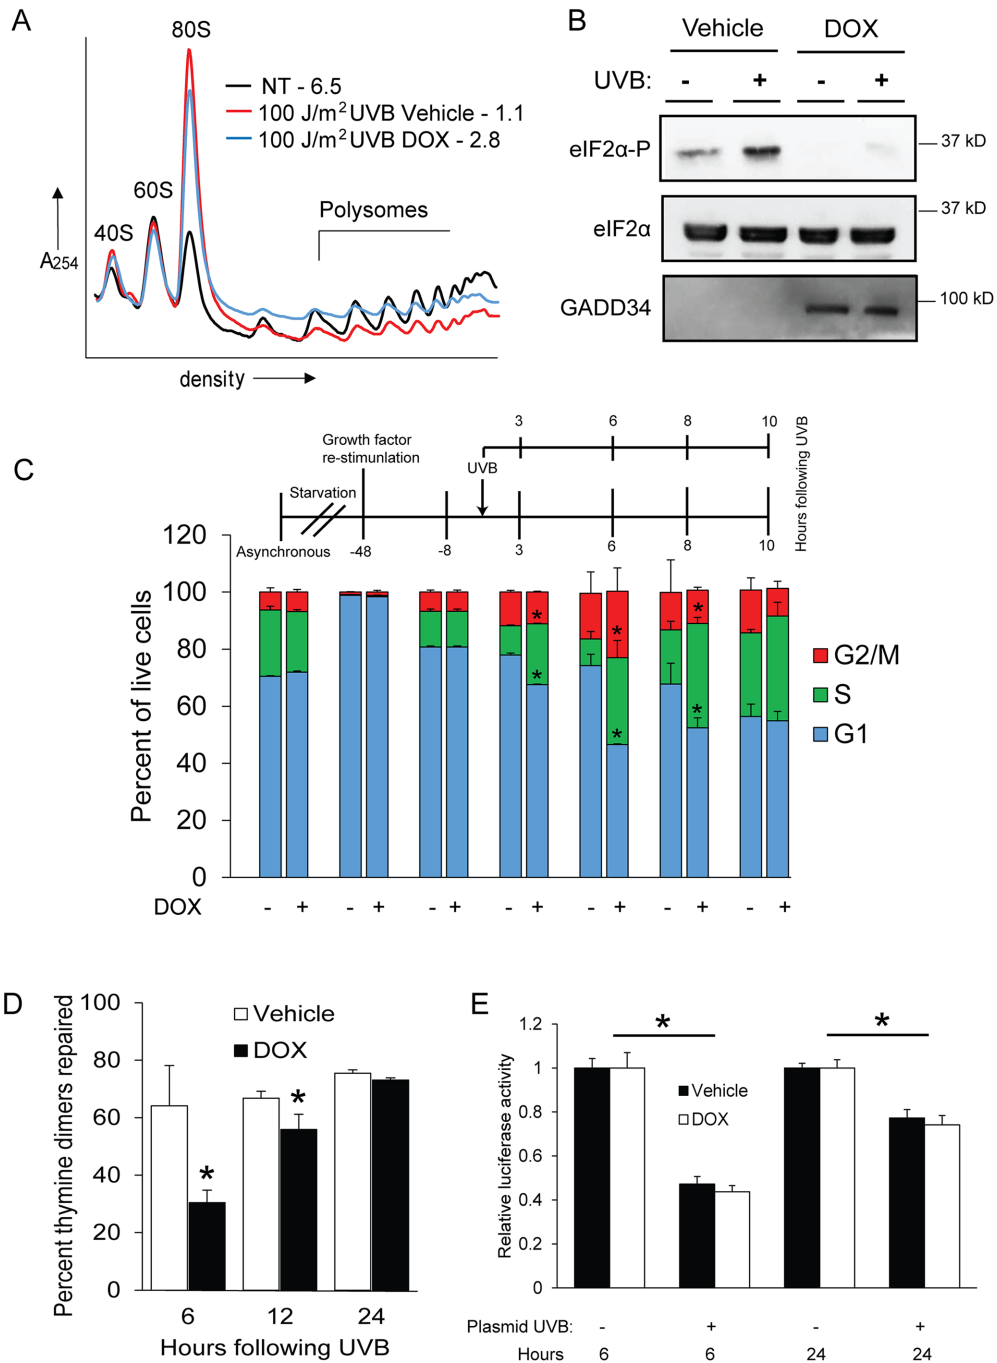 A
80S
NT - 6.5
100 J/m² UVB Vehicle - 1.1
100 J/m² UVB DOX - 2.8
60S
40S
Polysomes
A254
density
B
Vehicle DOX
UVB: - + - +
eIF2α-P
37 kD
eIF2α
37 kD
GADD34
100 kD
C
3 6 8 10
Hours following UVB
Growth factor
re-stimunlation
UVB
Starvation
Asynchronous -48 -8 3 6 8 10
120
100
80
60
40
20
0
Percent of live cells
* * * * * *
G2/M
S
G1
DOX - + - + - + - + - + - + - +
D
Percent thymine dimers repaired
100
80
60
40
20
0
Vehicle
DOX
* *
6 12 24
Hours following UVB
E
Relative luciferase activity
1.2
1
0.8
0.6
0.4
0.2
0
* *
Vehicle
DOX
Plasmid UVB: - + - +
Hours 6 6 24 24